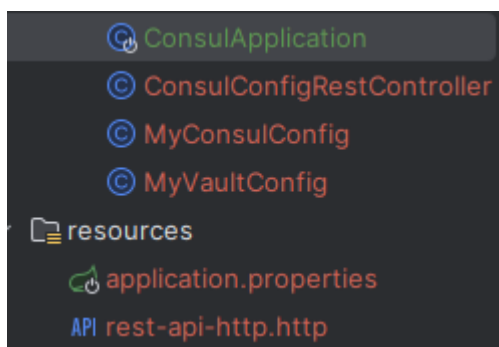 ConsulApplication
© ConsulConfigRestController
© MyConsulConfig
© MyVaultConfig
resources
application.properties
API rest-api-http.http